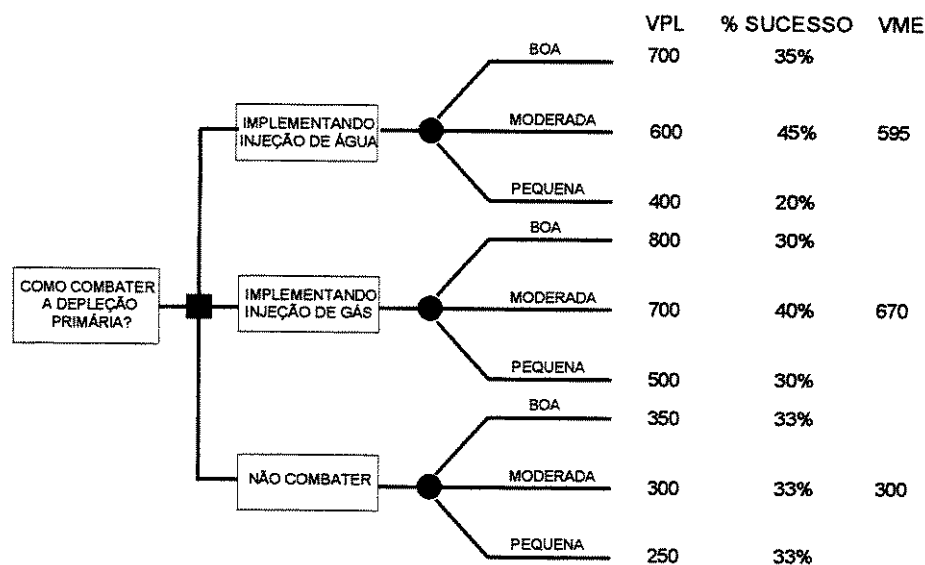 VPL % SUCESSO VME
BOA 700 35%
IMPLEMENTANDO
INJEÇÃO DE ÁGUA
MODERADA 600 45% 595
PEQUENA 400 20%
BOA 800 30%
COMO COMBATER
A DEPLEÇÃO
PRIMÁRIA?
IMPLEMENTANDO
INJEÇÃO DE GÁS
MODERADA 700 40% 670
PEQUENA 500 30%
BOA 350 33%
NÃO COMBATER
MODERADA 300 33% 300
PEQUENA 250 33%